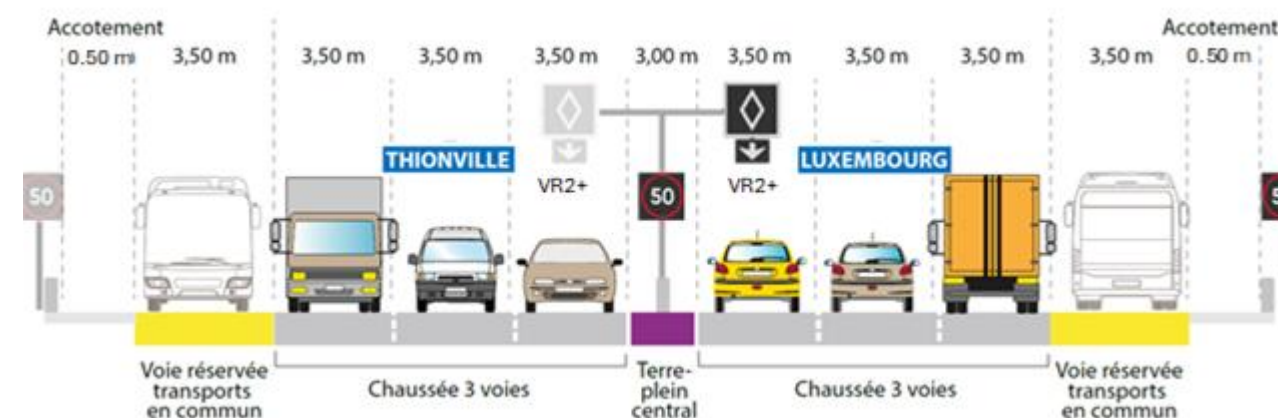 Accotement
Accotement
0.50 m 3,50 m 3,50 m 3,50 m 3,50 m 3,00 m 3,50 m 3,50 m 3,50 m 3,50 m 0.50 m
THIONVILLE
LUXEMBOURG
VR2+
VR2+
50
50
Voie réservée
transports
en commun
Chaussée 3 voies
Terre-
plein
central
Chaussée 3 voies
Voie réservée
transports
en commun